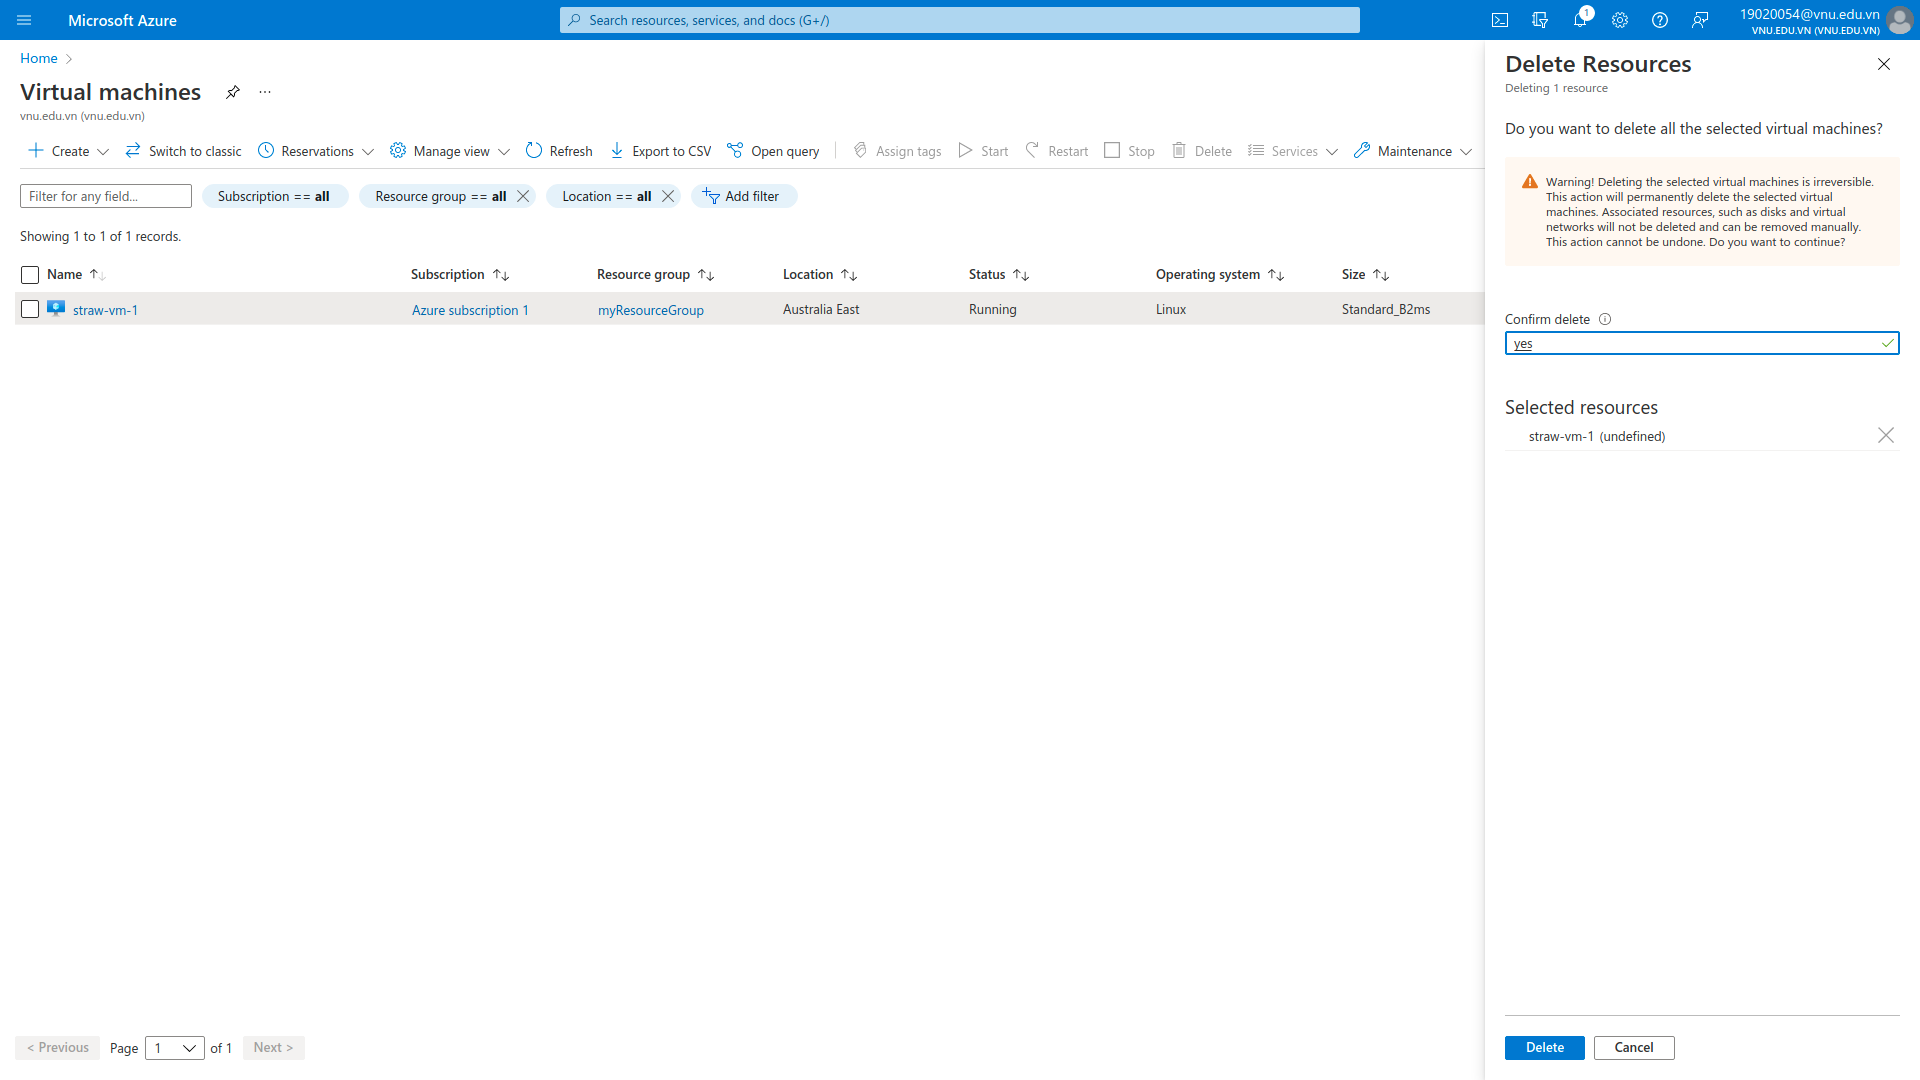 Microsoft Azure
Search resources, services, and docs (G+/)
1
19020054@vnu.edu.vn
VNU.EDU.VN (VNU.EDU.VN)
Home
Virtual machines
vnu.edu.vn (vnu.edu.vn)
Create Switch to classic Reservations Manage view Refresh Export to CSV Open query Assign tags Start Restart Stop Delete Services Maintenance
Filter for any field... Subscription == all Resource group == all Location == all Add filter
Showing 1 to 1 of 1 records.
Name Subscription Resource group Location Status Operating system Size
straw-vm-1 Azure subscription 1 myResourceGroup Australia East Running Linux Standard_B2ms
< Previous Page 1 of 1 Next >
Delete Resources
Deleting 1 resource
Do you want to delete all the selected virtual machines?
Warning! Deleting the selected virtual machines is irreversible.
This action will permanently delete the selected virtual
machines. Associated resources, such as disks and virtual
networks will not be deleted and can be removed manually.
This action cannot be undone. Do you want to continue?
Confirm delete
yes
Selected resources
straw-vm-1 (undefined)
Delete Cancel